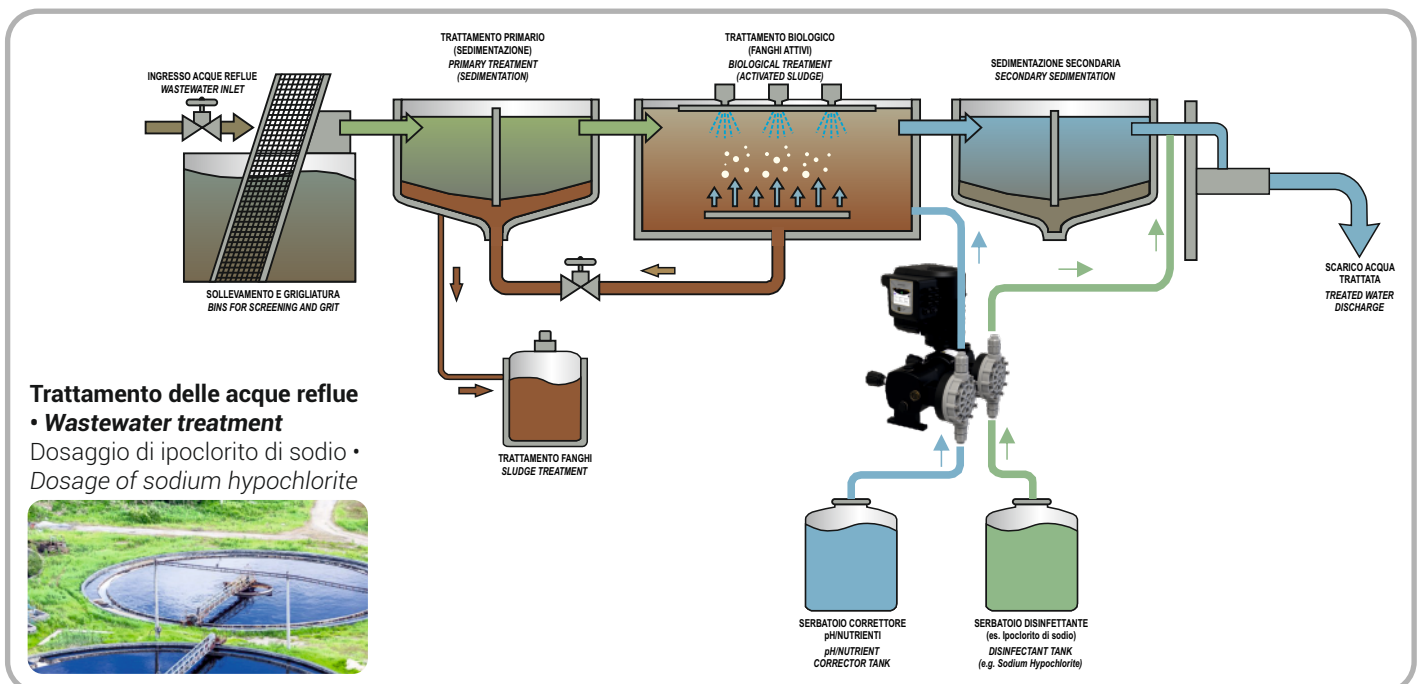 INGRESSO ACQUE REFLUE
WASTEWATER INLET
TRATTAMENTO PRIMARIO
(SEDIMENTAZIONE)
PRIMARY TREATMENT
(SEDIMENTATION)
TRATTAMENTO BIOLOGICO
(FANGHI ATTIVI)
BIOLOGICAL TREATMENT
(ACTIVATED SLUDGE)
SEDIMENTAZIONE SECONDARIA
SECONDARY SEDIMENTATION
SOLLEVAMENTO E GRIGLIATURA
BINS FOR SCREENING AND GRIT
SCARICO ACQUA
TRATTATA
TREATED WATER
DISCHARGE
Trattamento delle acque reflue
• Wastewater treatment
Dosaggio di ipoclorito di sodio •
Dosage of sodium hypochlorite
TRATTAMENTO FANGHI
SLUDGE TREATMENT
SERBATOIO CORRETTORE
pH/NUTRIENTI
pH/NUTRIENT
CORRECTOR TANK
SERBATOIO DISINFETTANTE
(es. Ipoclorito di sodio)
DISINFECTANT TANK
(e.g. Sodium Hypochlorite)